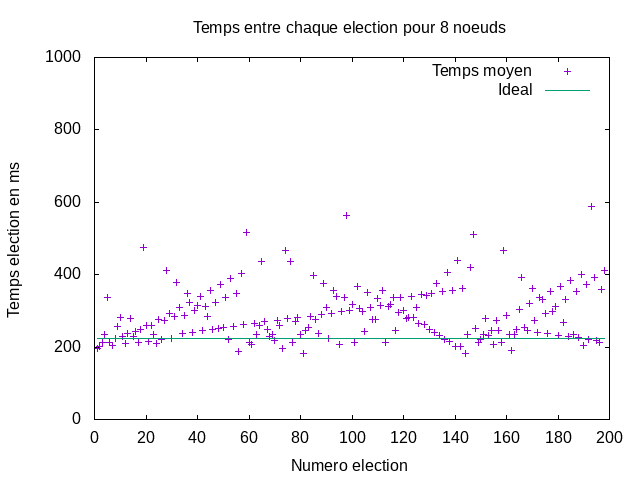 Temps entre chaque election pour 8 noeuds
Temps moyen
Ideal
Temps election en ms
1000
800
600
400
200
0
0 20 40 60 80 100 120 140 160 180 200
Numero election